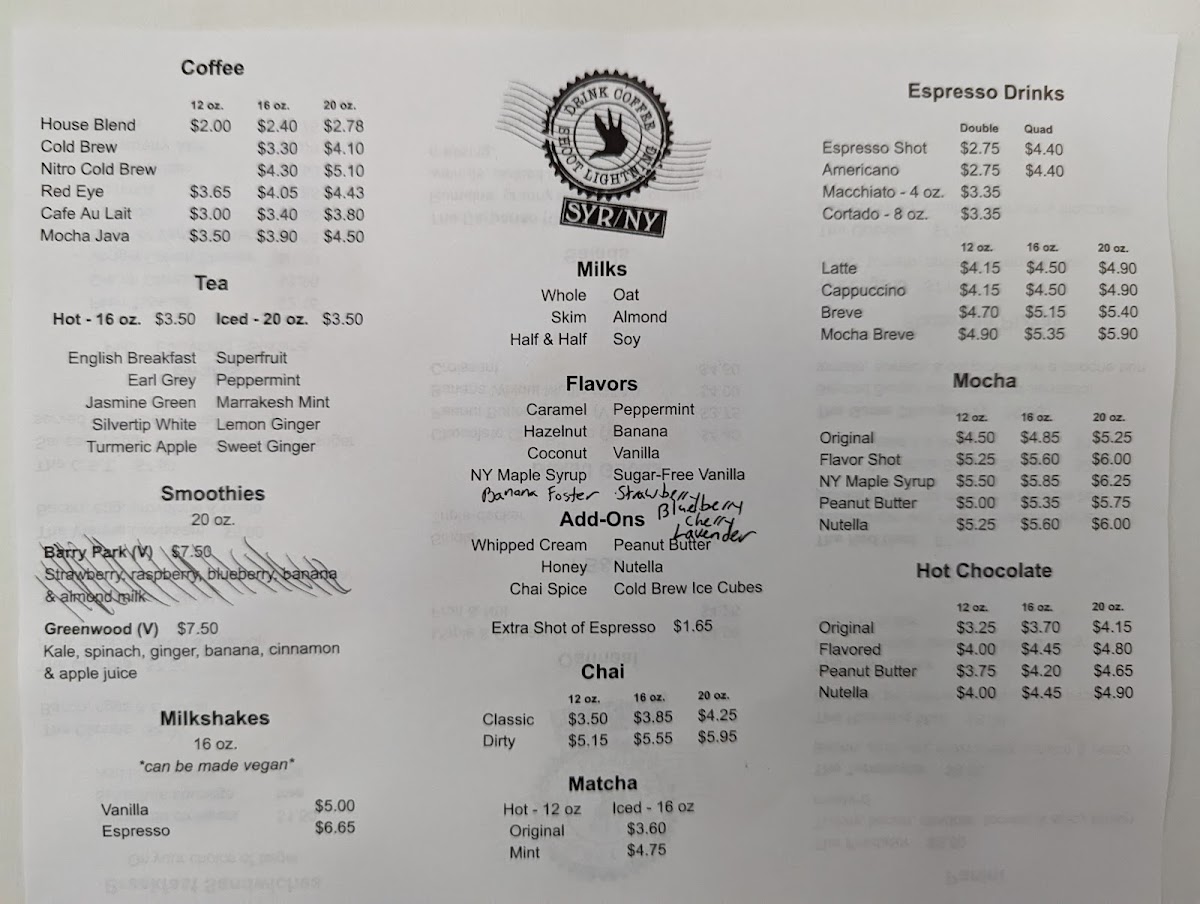 Coffee
12 oz. 16 oz. 20 oz.
House Blend $2.00 $2.40 $2.78
Cold Brew $3.30 $4.10
Nitro Cold Brew $4.30 $5.10
Red Eye $3.65 $4.05 $4.43
Cafe Au Lait $3.00 $3.40 $3.80
Mocha Java $3.50 $3.90 $4.50
Tea
Hot - 16 oz. $3.50 Iced - 20 oz. $3.50
English Breakfast Superfruit
Earl Grey Peppermint
Jasmine Green Marrakesh Mint
Silvertip White Lemon Ginger
Turmeric Apple Sweet Ginger
Smoothies
20 oz.
Barry Park (V) $7.50
Strawberry, raspberry, blueberry, banana
& almond milk
Greenwood (V) $7.50
Kale, spinach, ginger, banana, cinnamon
& apple juice
Milkshakes
16 oz.
*can be made vegan*
Vanilla $5.00
Espresso $6.65
DRINK COFFEE
SHOOT LIGHTNING
SYR/NY
Milks
Whole Oat
Skim Almond
Half & Half Soy
Flavors
Caramel Peppermint
Hazelnut Banana
Coconut Vanilla
NY Maple Syrup Sugar-Free Vanilla
Banana Foster Strawberry
Blueberry
Cherry
Lavender
Add-Ons
Whipped Cream Peanut Butter
Honey Nutella
Chai Spice Cold Brew Ice Cubes
Extra Shot of Espresso $1.65
Chai
12 oz. 16 oz. 20 oz.
Classic $3.50 $3.85 $4.25
Dirty $5.15 $5.55 $5.95
Matcha
Hot - 12 oz Iced - 16 oz
Original $3.60
Mint $4.75
Espresso Drinks
Double Quad
Espresso Shot $2.75 $4.40
Americano $2.75 $4.40
Macchiato - 4 oz. $3.35
Cortado - 8 oz. $3.35
12 oz. 16 oz. 20 oz.
Latte $4.15 $4.50 $4.90
Cappuccino $4.15 $4.50 $4.90
Breve $4.70 $5.15 $5.40
Mocha Breve $4.90 $5.35 $5.90
Mocha
12 oz. 16 oz. 20 oz.
Original $4.50 $4.85 $5.25
Flavor Shot $5.25 $5.60 $6.00
NY Maple Syrup $5.50 $5.85 $6.25
Peanut Butter $5.00 $5.35 $5.75
Nutella $5.25 $5.60 $6.00
Hot Chocolate
12 oz. 16 oz. 20 oz.
Original $3.25 $3.70 $4.15
Flavored $4.00 $4.45 $4.80
Peanut Butter $3.75 $4.20 $4.65
Nutella $4.00 $4.45 $4.90